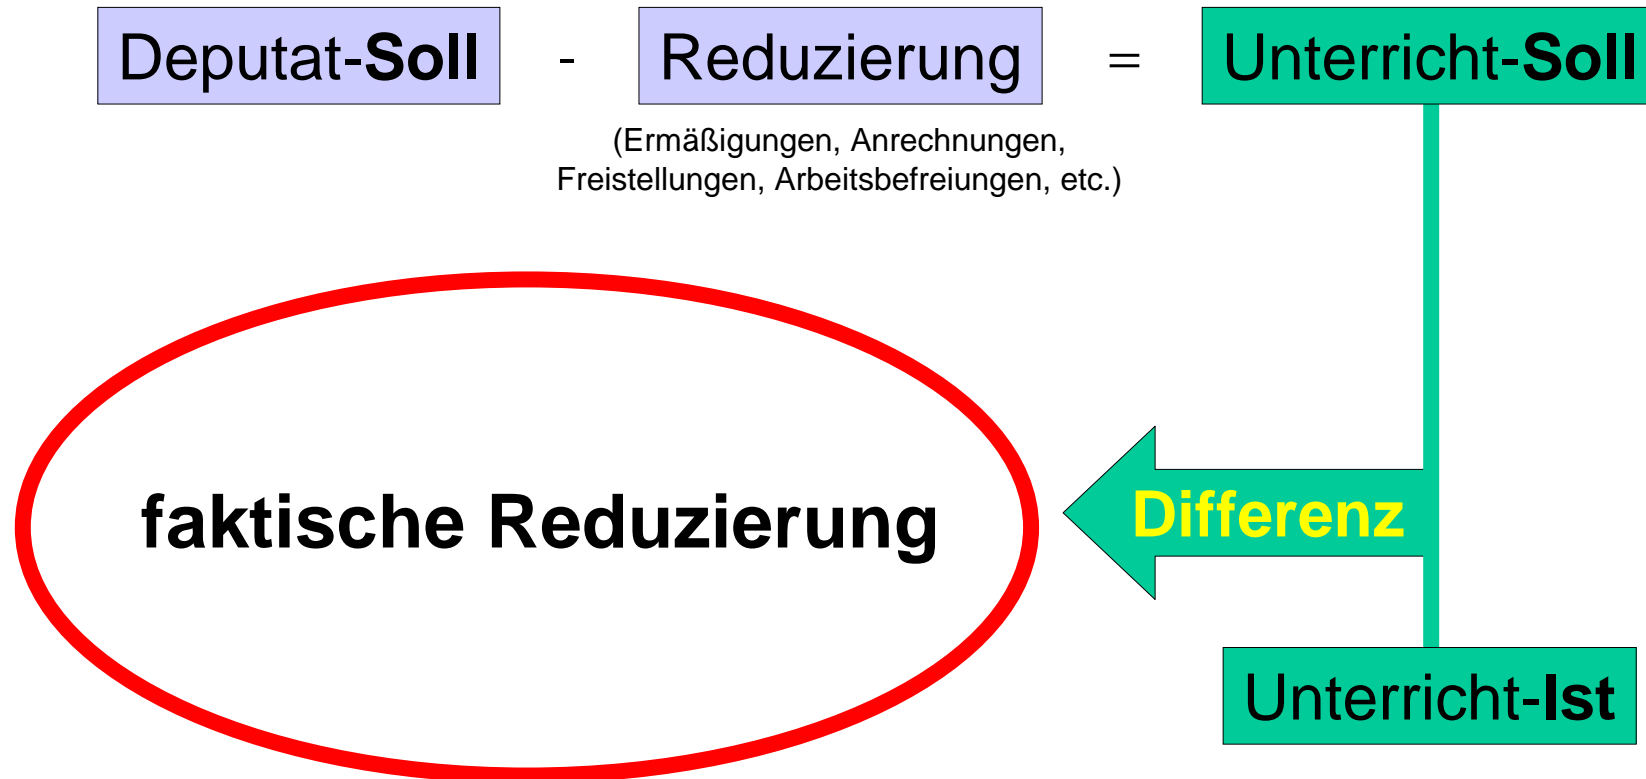 Deputat-Soll - Reduzierung = Unterricht-Soll
(Ermäßigungen, Anrechnungen,
Freistellungen, Arbeitsbefreiungen, etc.)
faktische Reduzierung
Differenz
Unterricht-Ist